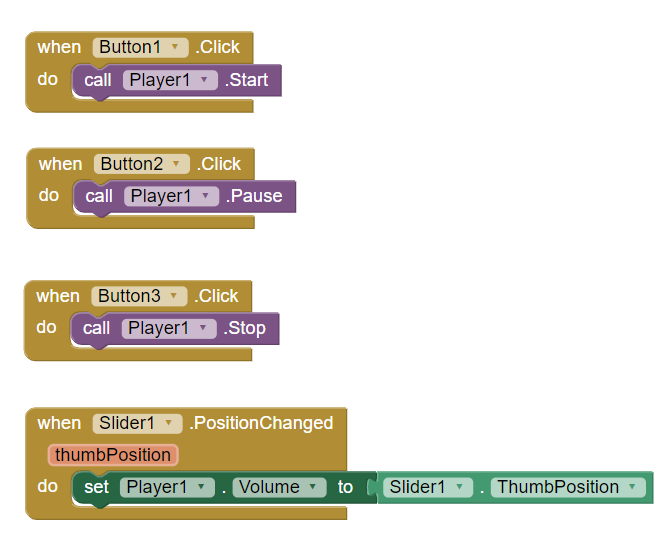 when Button1 .Click
do call Player1 .Start
when Button2 .Click
do call Player1 .Pause
when Button3 .Click
do call Player1 .Stop
when Slider1 .PositionChanged
thumbPosition
do set Player1 . Volume to Slider1 . ThumbPosition